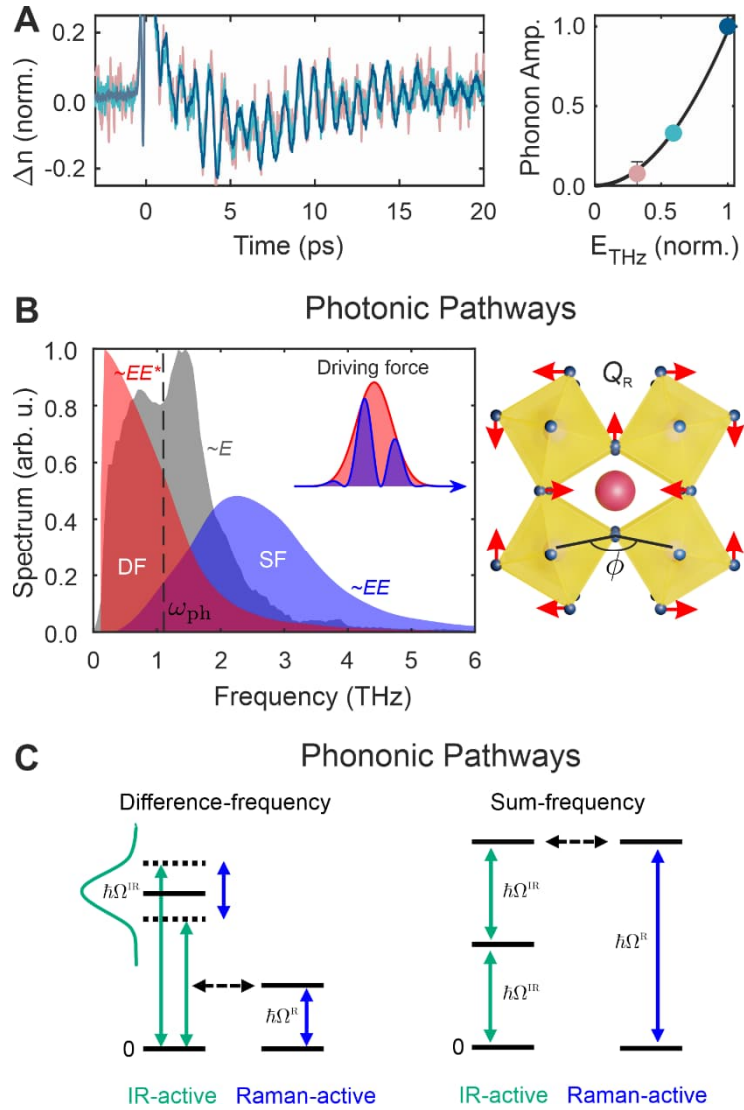 A
0.2
0.0
-0.2
Δn (norm.)
0
5
10
15
20
Time (ps)
1.0
0.5
0.0
Phonon Amp.
0
0.5
1
E_THz (norm.)
B
Photonic Pathways
1.0
0.8
0.6
0.4
0.2
0.0
Spectrum (arb. u.)
~EE*
~E
Driving force
DF
SF
~EE
ω_ph
0
1
2
3
4
5
6
Frequency (THz)
Q_R
ϕ
C
Phononic Pathways
Difference-frequency
Sum-frequency
ℏΩ^IR
ℏΩ^R
0
IR-active
Raman-active
ℏΩ^IR
ℏΩ^IR
ℏΩ^R
0
IR-active
Raman-active